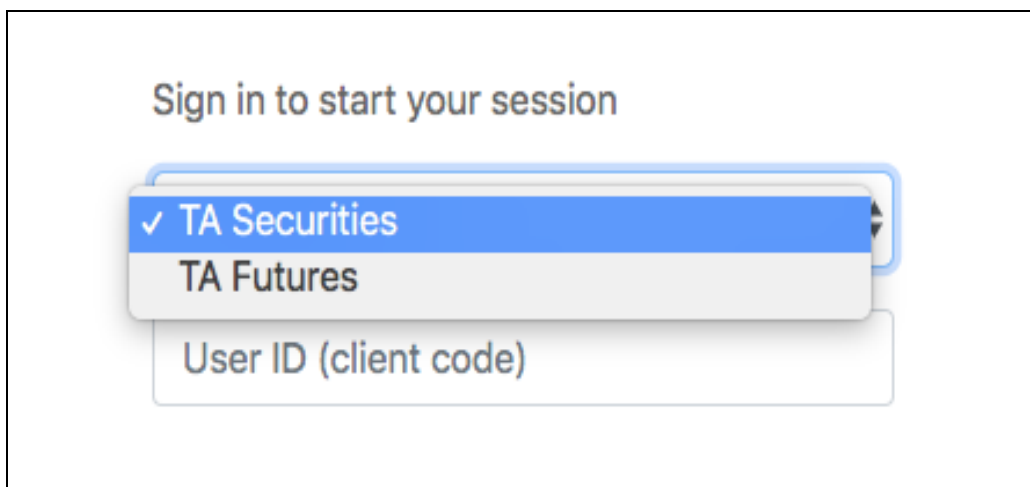 Sign in to start your session
✓ TA Securities
TA Futures
User ID (client code)